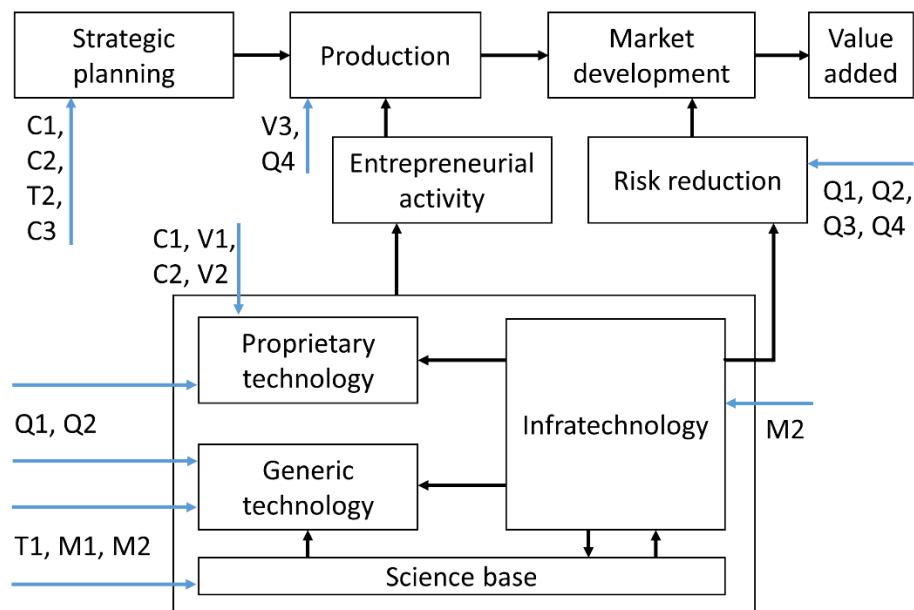 Strategic
planning
Production
Market
development
Value
added
C1,
C2,
T2,
C3
V3,
Q4
Entrepreneurial
activity
Risk reduction
Q1, Q2,
Q3, Q4
C1, V1,
C2, V2
Proprietary
technology
Infratechnology
Q1, Q2
M2
Generic
technology
T1, M1, M2
Science base